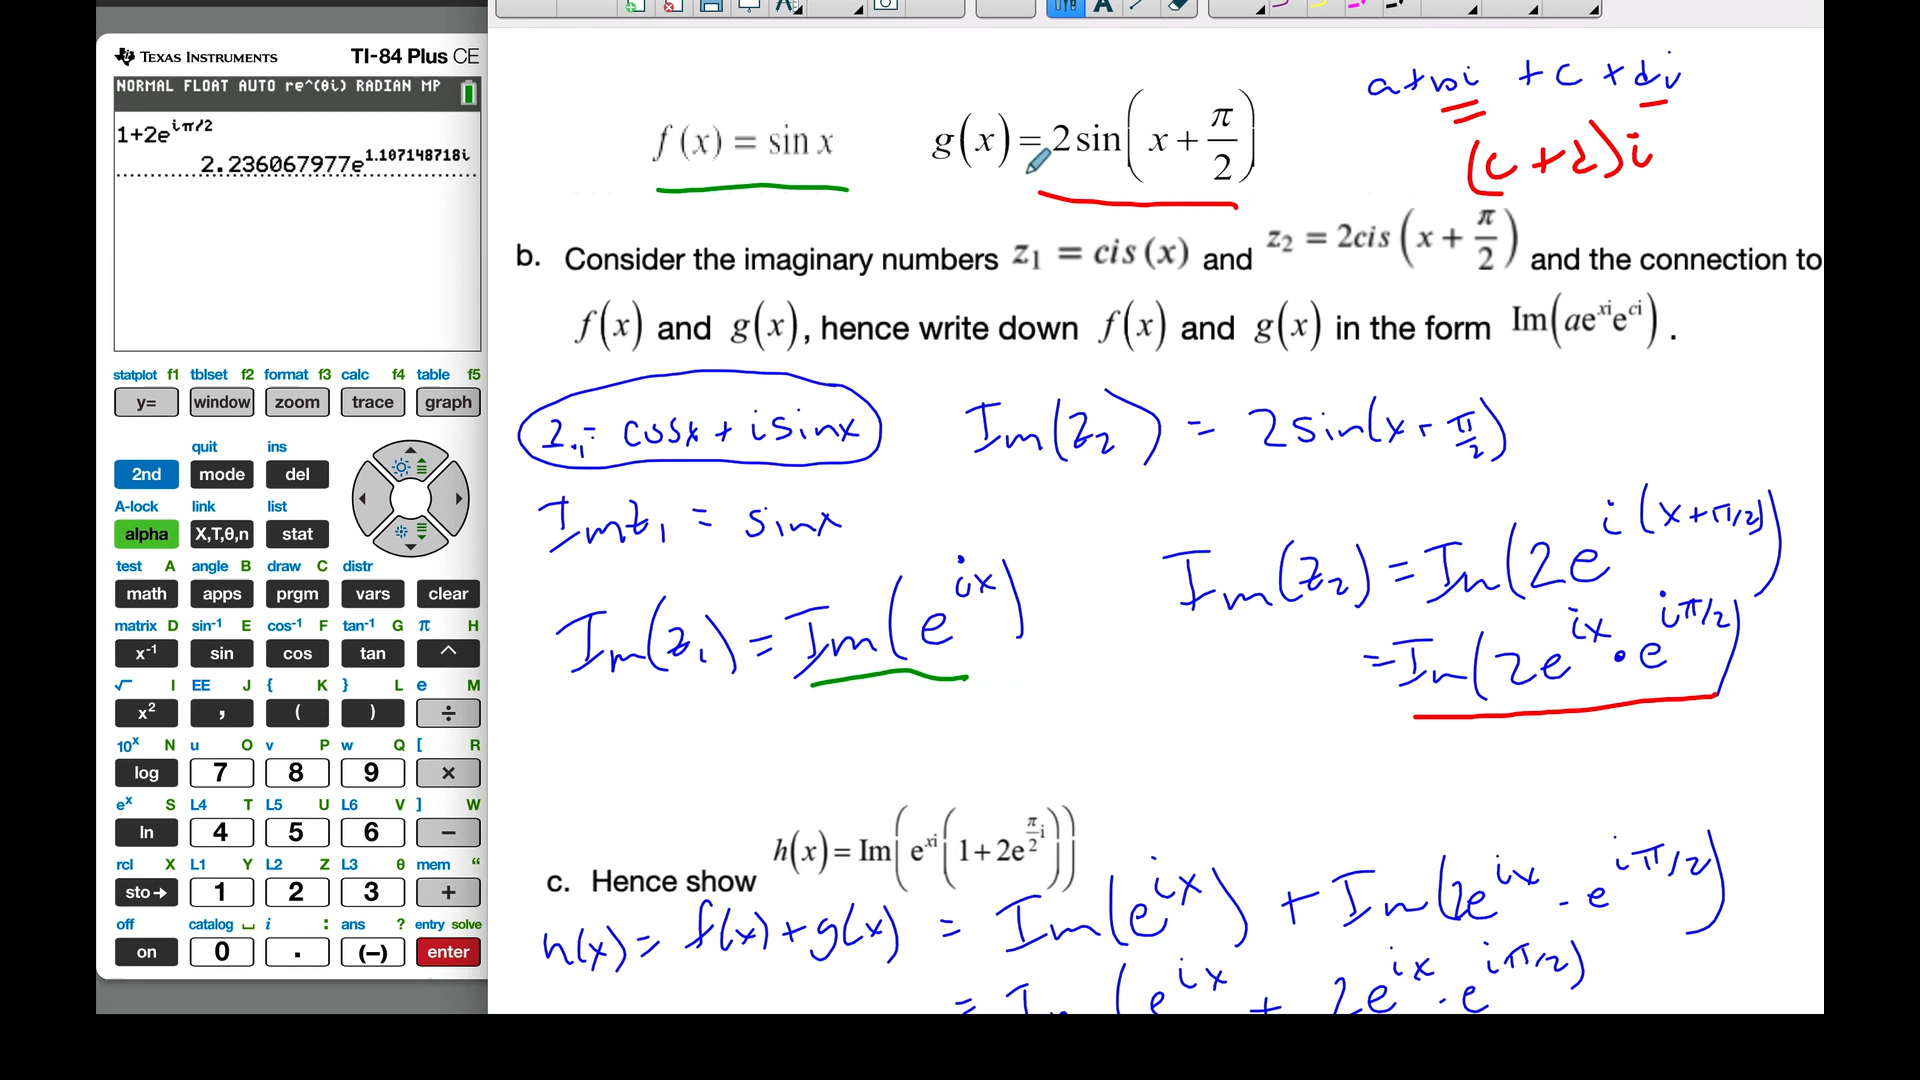 TEXAS INSTRUMENTS TI-84 Plus CE
NORMAL FLOAT AUTO re^(θi) RADIAN MP
1+2e^(iπ/2)
2.236067977e^(1.107148718i)
statplot f1 tblset f2 format f3 calc f4 table f5
y= window zoom trace graph
quit ins
2nd mode del
A-lock link list
alpha X,T,θ,n stat
test A angle B draw C distr
math apps prgm vars clear
matrix D sin⁻¹ E cos⁻¹ F tan⁻¹ G π H
x⁻¹ sin cos tan ^
√ I EE J { K } L e M
x² , ( ) ÷
10ˣ N u O v P w Q [ R
log 7 8 9 ×
eˣ S L4 T L5 U L6 V ] W
ln 4 5 6 −
rcl X L1 Y L2 Z L3 θ mem “
sto→ 1 2 3 +
off catalog ␣ i : ans ? entry solve
on 0 . (−) enter
a+bi + c + di
(c+d)i
f(x) = sin x g(x) = 2sin(x + π/2)
b. Consider the imaginary numbers z₁ = cis(x) and z₂ = 2cis(x + π/2) and the connection to
f(x) and g(x), hence write down f(x) and g(x) in the form Im(ae^(xi)e^(ci)).
z₁ = cosx + isinx Im(z₂) = 2sin(x + π/2)
Imz₁ = sinx
Im(z₂) = Im(2e^(i(x+π/2)))
Im(z₁) = Im(e^(ix))
= Im(2e^(ix) · e^(iπ/2))
c. Hence show h(x) = Im(e^(xi)(1+2e^(π/2 i)))
h(x) = f(x)+g(x) = Im(e^(ix)) + Im(2e^(ix) · e^(iπ/2))
= Im(e^(ix) + 2e^(ix) · e^(iπ/2))